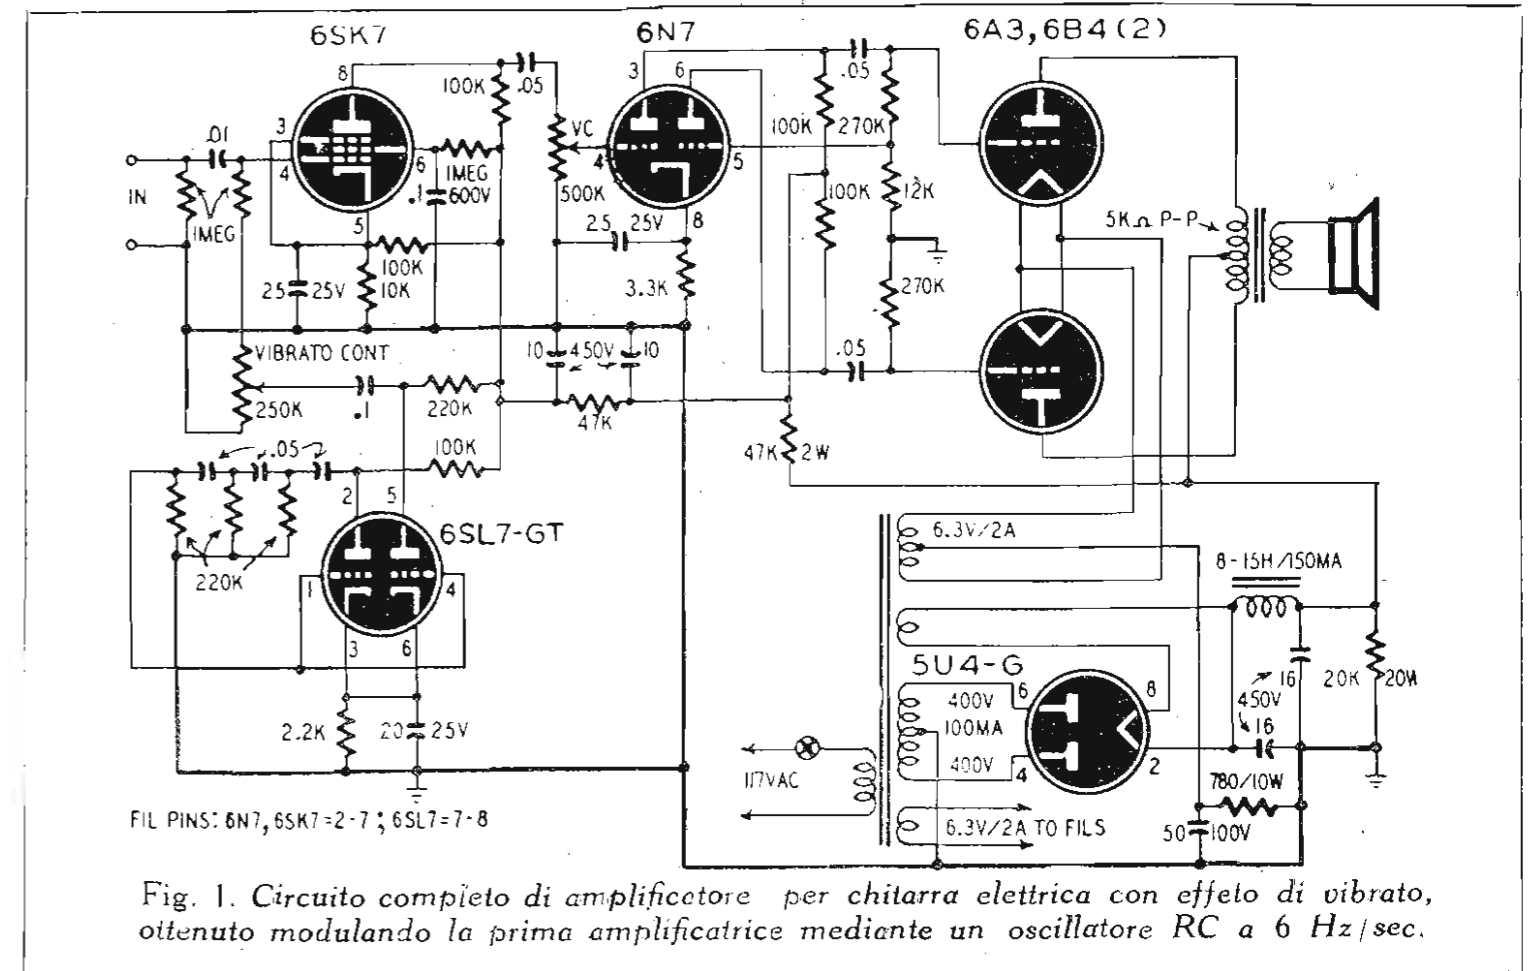 6SK7
6N7
6A3, 6B4(2)
8
100K
.05
3
6
.05
.01
3
4
6
1MEG
.1
600V
VC
4
5
500K
100K
270K
IN
1MEG
5
100K
10K
25
25V
25
25V
8
3.3K
100K
12K
270K
5KΩ P-P
VIBRATO CONT
250K
.1
220K
10
450V
10
47K
.05
47K
2W
.05
100K
2
5
6SL7-GT
220K
1
4
3
6
2.2K
20
25V
6.3V/2A
8-15H/150MA
5U4-G
400V
100MA
400V
6
4
8
2
16
450V
16
20K
20W
117VAC
780/10W
6.3V/2A TO FILS
50
100V
FIL PINS: 6N7, 6SK7=2-7; 6SL7=7-8
Fig. 1. Circuito completo di amplificatore per chitarra elettrica con effeto di vibrato,
ottenuto modulando la prima amplificatrice mediante un oscillatore RC a 6 Hz/sec.